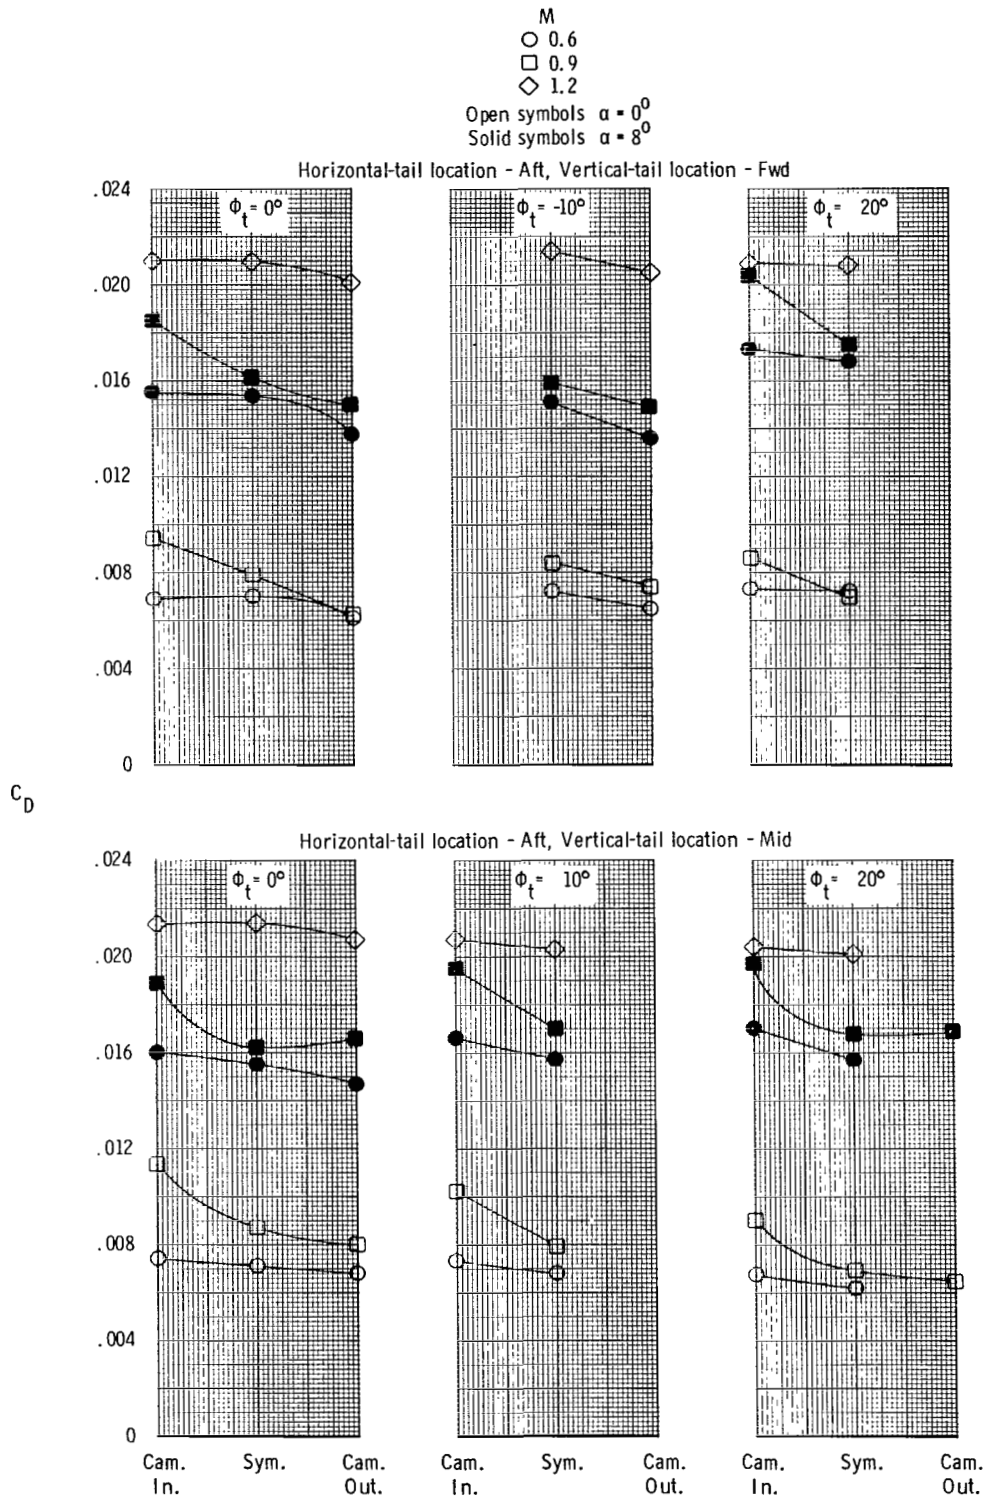 M
○ 0.6
□ 0.9
◇ 1.2
Open symbols α = 0°
Solid symbols α = 8°
Horizontal-tail location - Aft, Vertical-tail location - Fwd
.024
Φt = 0°
Φt = -10°
Φt = 20°
.020
.016
.012
.008
.004
0
CD
Horizontal-tail location - Aft, Vertical-tail location - Mid
.024
Φt = 0°
Φt = 10°
Φt = 20°
.020
.016
.012
.008
.004
0
Cam. Sym. Cam. Cam. Sym. Cam. Cam. Sym. Cam.
In. Out. In. Out. In. Out.